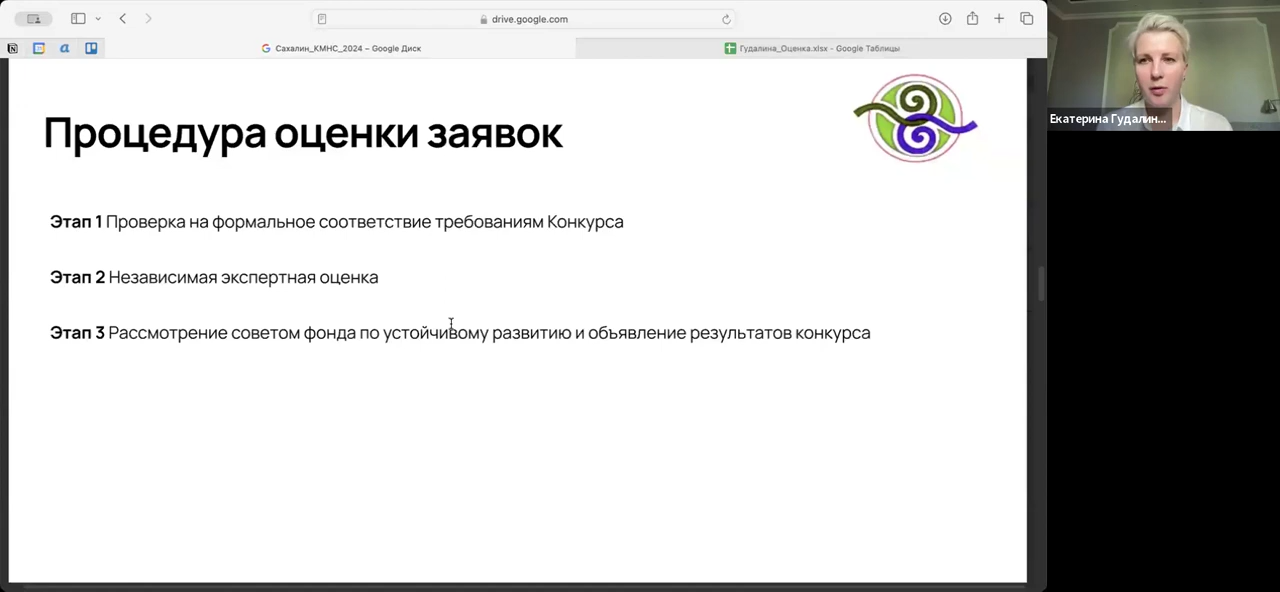 drive.google.com
Сахалин_КМНС_2024 – Google Диск
Гудалина_Оценка.xlsx - Google Таблицы
Екатерина Гудалин...
Процедура оценки заявок
Этап 1 Проверка на формальное соответствие требованиям Конкурса
Этап 2 Независимая экспертная оценка
Этап 3 Рассмотрение советом фонда по устойчивому развитию и объявление результатов конкурса